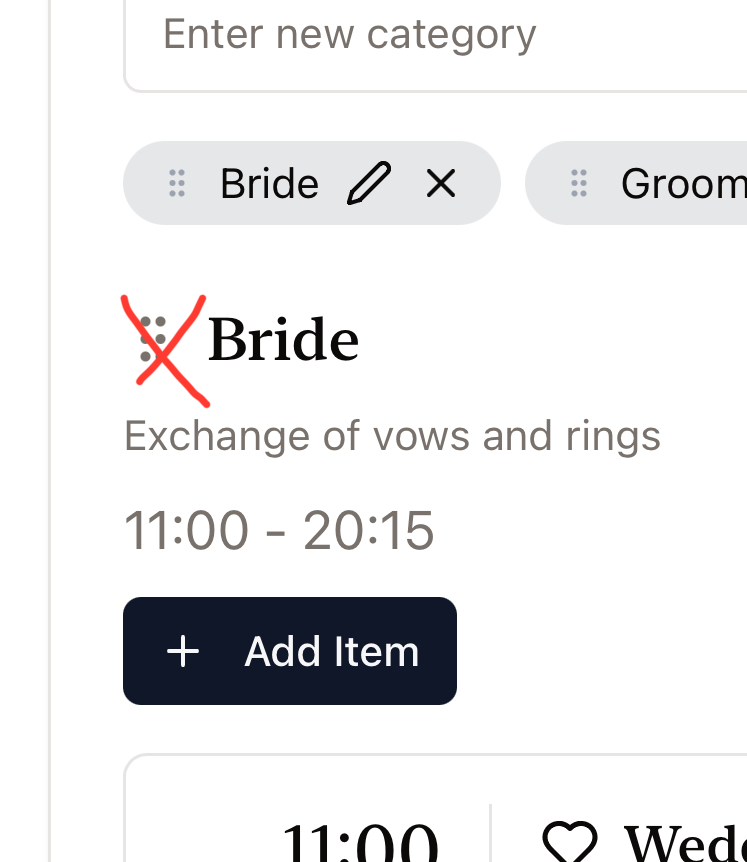 Enter new category
Bride Groom
Bride
Exchange of vows and rings
11:00 - 20:15
+ Add Item
11:00